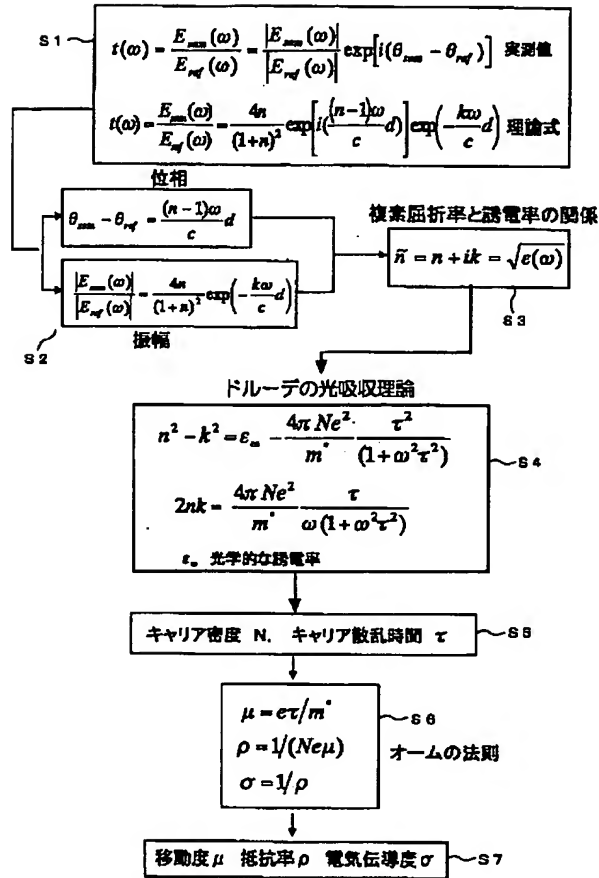 S1
t(ω) = E_sam(ω)/E_ref(ω) = |E_sam(ω)|/|E_ref(ω)| exp[i(θ_sam − θ_ref)] 実測値
t(ω) = E_sam(ω)/E_ref(ω) = 4n/(1+n)² exp[i((n−1)ω/c d)] exp(−kω/c d) 理論式
位相
θ_sam − θ_ref = (n−1)ω/c d
|E_sam(ω)|/|E_ref(ω)| = 4n/(1+n)² exp(−kω/c d)
振幅
S2
複素屈折率と誘電率の関係
ñ = n + ik = √ε(ω)
S3
ドルーデの光吸収理論
n² − k² = ε∞ − 4π Ne²/m* τ²/(1+ω²τ²)
2nk = 4π Ne²/m* τ/ω(1+ω²τ²)
ε∞ 光学的な誘電率
S4
キャリア密度 N, キャリア散乱時間 τ
S5
μ = eτ/m*
ρ = 1/(Neμ)
σ = 1/ρ
S6
オームの法則
移動度 μ 抵抗率 ρ 電気伝導度 σ
S7